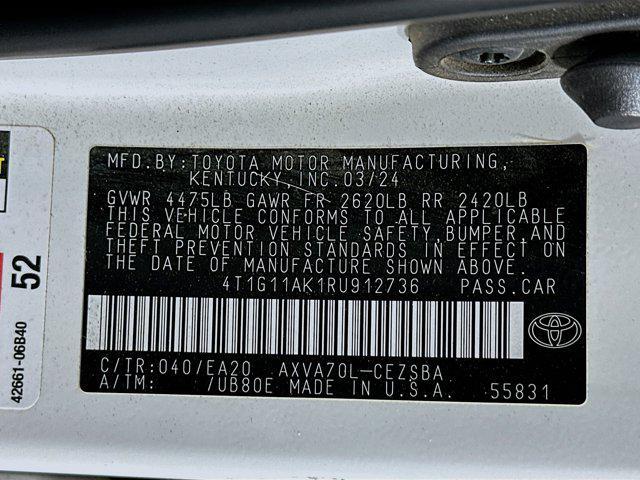 MFD.BY:TOYOTA MOTOR MANUFACTURING,
KENTUCKY,INC.03/24
GVWR 4475LB GAWR FR 2620LB RR 2420LB
THIS VEHICLE CONFORMS TO ALL APPLICABLE
FEDERAL MOTOR VEHICLE SAFETY,BUMPER,AND
THEFT PREVENTION STANDARDS IN EFFECT ON
THE DATE OF MANUFACTURE SHOWN ABOVE.
4T1G11AK1RU912736 PASS.CAR
C/TR:040/EA20 AXVA70L-CEZSBA
A/TM: 7UB80E MADE IN U.S.A. 55831
52
42661-06B40